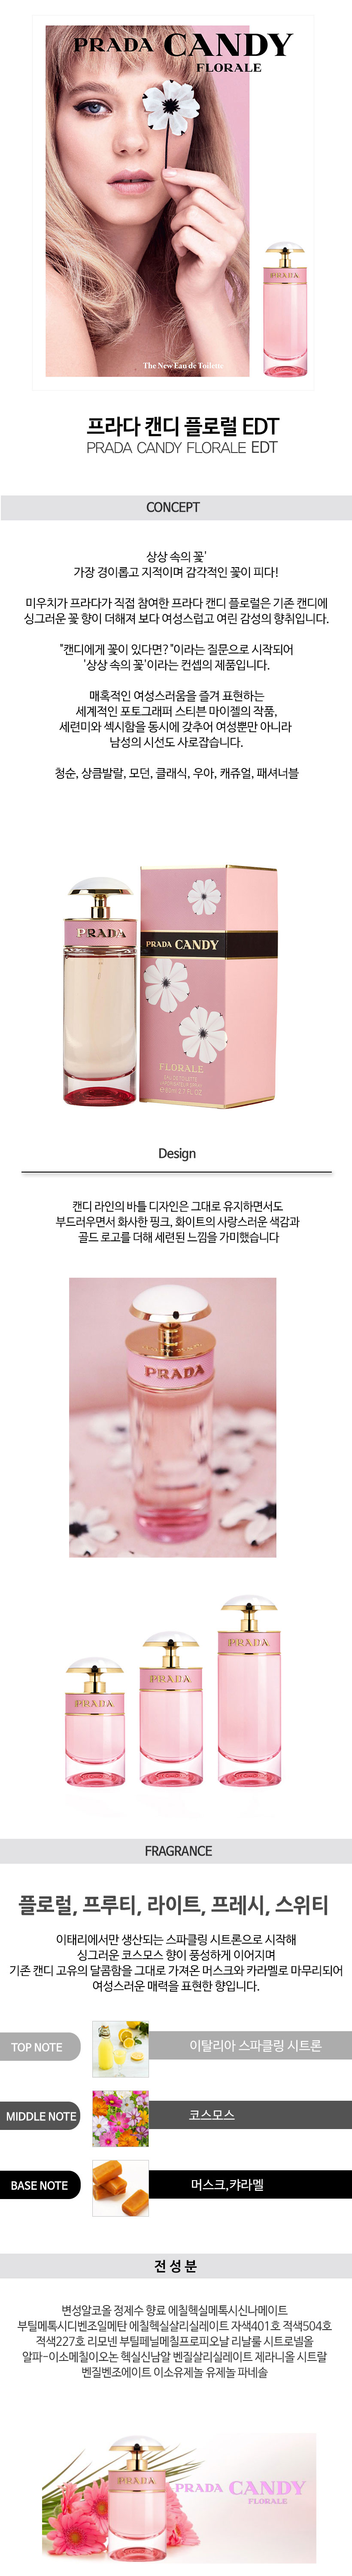 PRADA CANDY
FLORALE
PRADA
The New Eau de Toilette
프라다 캔디 플로럴 EDT
PRADA CANDY FLORALE EDT
CONCEPT
상상 속의 꽃'
가장 경이롭고 지적이며 감각적인 꽃이 피다!
미우치가 프라다가 직접 참여한 프라다 캔디 플로럴은 기존 캔디에
싱그러운 꽃 향이 더해져 보다 여성스럽고 여린 감성의 향취입니다.
"캔디에게 꽃이 있다면?"이라는 질문으로 시작되어
'상상 속의 꽃'이라는 컨셉의 제품입니다.
매혹적인 여성스러움을 즐겨 표현하는
세계적인 포토그래퍼 스티븐 마이젤의 작품,
세련미와 섹시함을 동시에 갖추어 여성뿐만 아니라
남성의 시선도 사로잡습니다.
청순, 상큼발랄, 모던, 클래식, 우아, 캐쥬얼, 패셔너블
PRADA
PRADA CANDY
FLORALE
Design
캔디 라인의 바틀 디자인은 그대로 유지하면서도
부드러우면서 화사한 핑크, 화이트의 사랑스러운 색감과
골드 로고를 더해 세련된 느낌을 가미했습니다
PRADA
PRADA
PRADA
PRADA
FRAGRANCE
플로럴, 프루티, 라이트, 프레시, 스위티
이태리에서만 생산되는 스파클링 시트론으로 시작해
싱그러운 코스모스 향이 풍성하게 이어지며
기존 캔디 고유의 달콤함을 그대로 가져온 머스크와 카라멜로 마무리되어
여성스러운 매력을 표현한 향입니다.
TOP NOTE 이탈리아 스파클링 시트론
MIDDLE NOTE 코스모스
BASE NOTE 머스크,캬라멜
전 성 분
변성알코올 정제수 향료 에칠헥실메톡시신나메이트
부틸메톡시디벤조일메탄 에칠헥실살리실레이트 자색401호 적색504호
적색227호 리모넨 부틸페닐메칠프로피오날 리날룰 시트로넬올
알파-이소메칠이오논 헥실신남알 벤질살리실레이트 제라니올 시트랄
벤질벤조에이트 이소유제놀 유제놀 파네솔
PRADA
PRADA CANDY
FLORALE